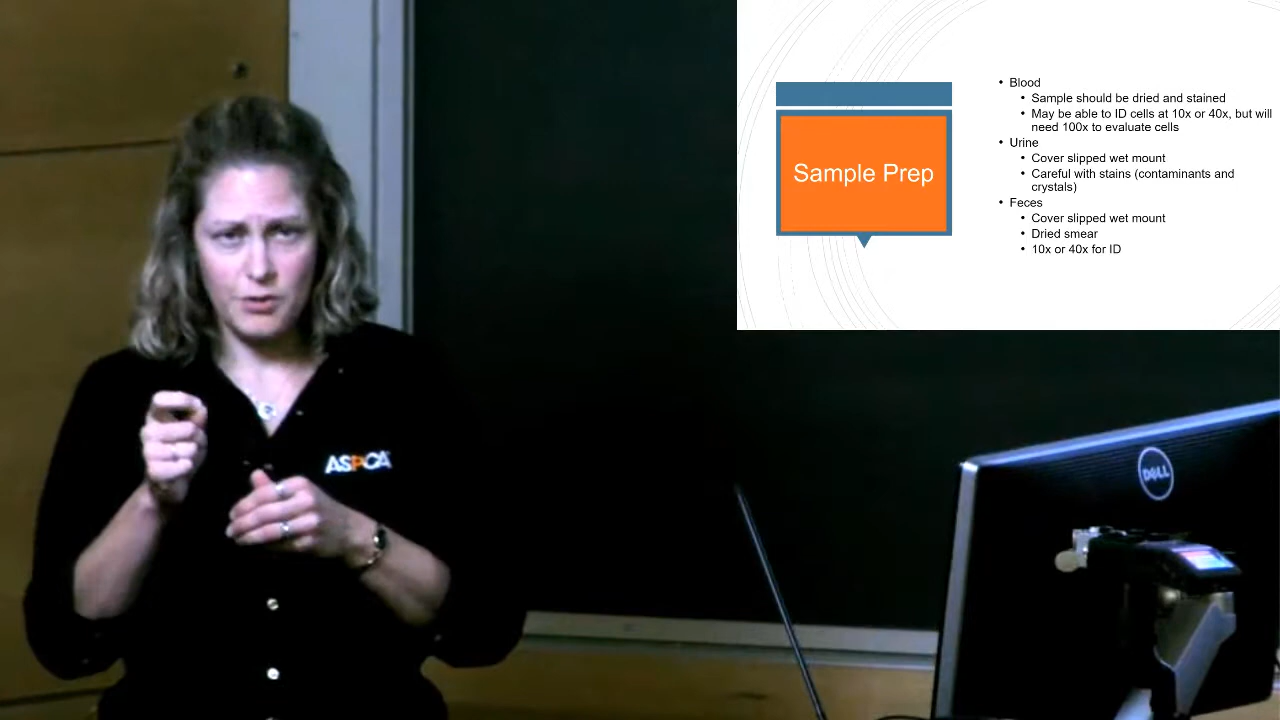 Sample Prep
• Blood
• Sample should be dried and stained
• May be able to ID cells at 10x or 40x, but will
need 100x to evaluate cells
• Urine
• Cover slipped wet mount
• Careful with stains (contaminants and
crystals)
• Feces
• Cover slipped wet mount
• Dried smear
• 10x or 40x for ID
ASPCA
DELL